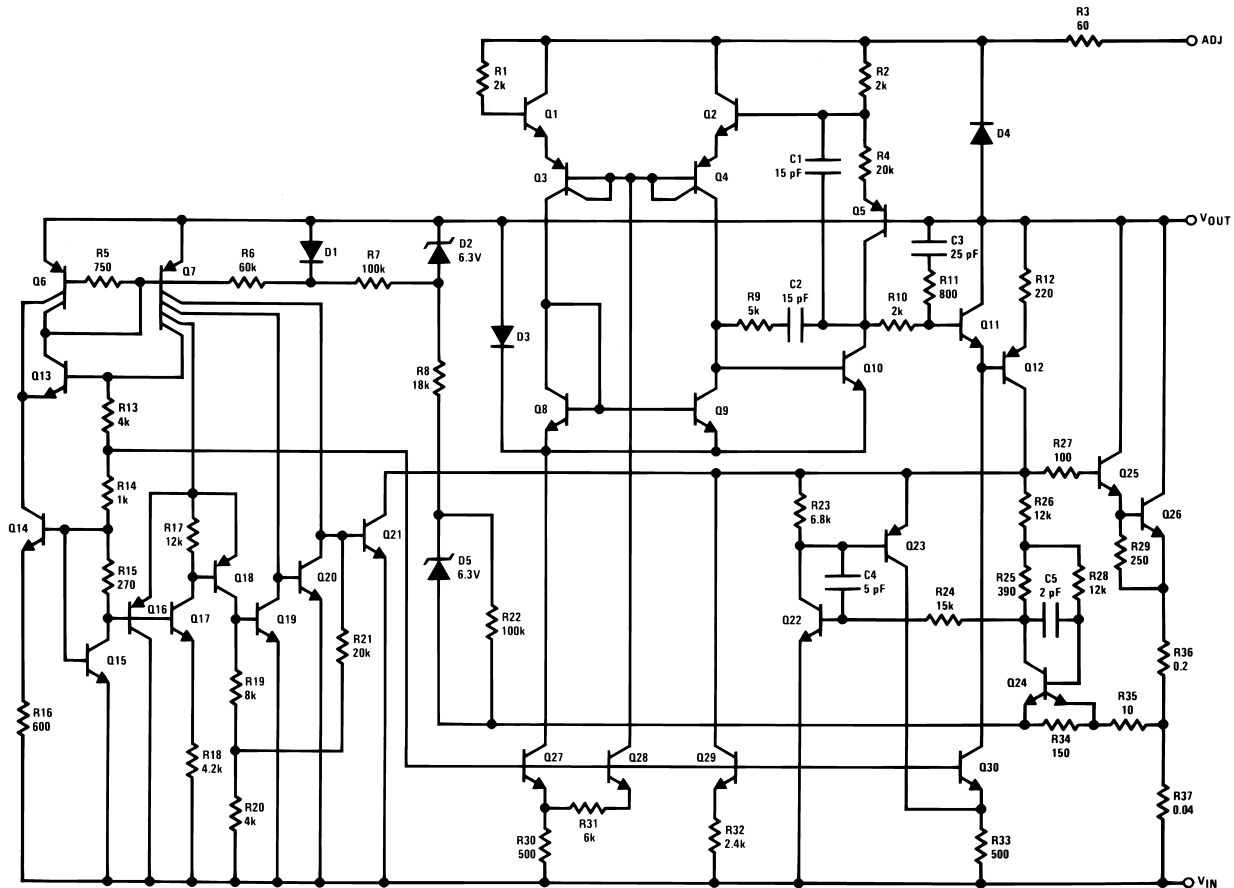 R3
60
ADJ
R1
2k
R2
2k
Q1
Q2
D4
C1
15 pF
R4
20k
Q3
Q4
Q5
VOUT
R5
750
R6
60k
D1
R7
100k
D2
6.3V
C3
25 pF
Q6
Q7
R11
800
R12
220
R9
5k
C2
15 pF
R10
2k
Q11
D3
Q13
R8
18k
Q8
Q9
Q10
Q12
R13
4k
R27
100
Q25
R14
1k
Q14
R17
12k
Q21
R23
6.8k
R26
12k
Q26
Q23
R29
250
R15
270
D5
6.3V
Q16
Q17
Q18
Q19
Q20
C4
5 pF
R25
390
C5
2 pF
R28
12k
R24
15k
Q22
R22
100k
R21
20k
Q15
R19
8k
Q24
R36
0.2
R35
10
R34
150
R16
600
R18
4.2k
Q27
Q28
Q29
Q30
R20
4k
R31
6k
R30
500
R32
2.4k
R33
500
R37
0.04
VIN